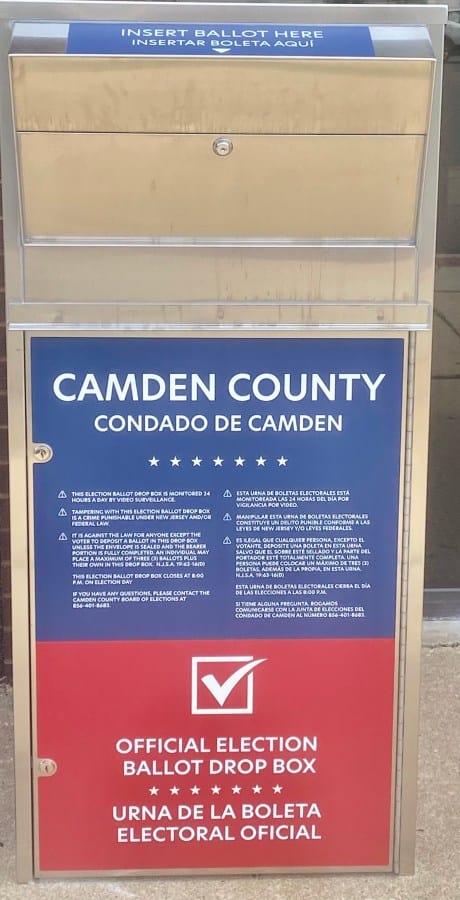 INSERT BALLOT HERE
INSERTAR BOLETA AQUÍ
CAMDEN COUNTY
CONDADO DE CAMDEN
THIS ELECTION BALLOT DROP BOX IS MONITORED 24
HOURS A DAY BY VIDEO SURVEILLANCE.
TAMPERING WITH THIS ELECTION BALLOT DROP BOX
IS A CRIME PUNISHABLE UNDER NEW JERSEY AND/OR
FEDERAL LAW.
IT IS AGAINST THE LAW FOR ANYONE EXCEPT THE
VOTER TO DEPOSIT A BALLOT IN THIS DROP BOX
UNLESS THE ENVELOPE IS SEALED AND THE BEARER
PORTION IS FULLY COMPLETED. AN INDIVIDUAL MAY
PLACE A MAXIMUM OF THREE (3) BALLOTS PLUS
THEIR OWN IN THIS DROP BOX. N.J.S.A. 19:63-16(D)
THIS ELECTION BALLOT DROP BOX CLOSES AT 8:00
P.M. ON ELECTION DAY
IF YOU HAVE ANY QUESTIONS, PLEASE CONTACT THE
CAMDEN COUNTY BOARD OF ELECTIONS AT
856-401-8683.
ESTA URNA DE BOLETAS ELECTORALES ESTÁ
MONITOREADA LAS 24 HORAS DEL DÍA POR
VIGILANCIA POR VIDEO.
MANIPULAR ESTA URNA DE BOLETAS ELECTORALES
CONSTITUYE UN DELITO PUNIBLE CONFORME A LAS
LEYES DE NEW JERSEY Y/O LEYES FEDERALES.
ES ILEGAL QUE CUALQUIER PERSONA, EXCEPTO EL
VOTANTE, DEPOSITE UNA BOLETA EN ESTA URNA
SALVO QUE EL SOBRE ESTÉ SELLADO Y LA PARTE DEL
PORTADOR ESTÉ TOTALMENTE COMPLETA. UNA
PERSONA PUEDE COLOCAR UN MÁXIMO DE TRES (3)
BOLETAS, ADEMÁS DE LA PROPIA, EN ESTA URNA.
N.J.S.A. 19:63-16(D)
ESTA URNA DE BOLETAS ELECTORALES CIERRA EL DÍA
DE LAS ELECCIONES A LAS 8:00 P.M.
SI TIENE ALGUNA PREGUNTA, ROGAMOS
COMUNICARSE CON LA JUNTA DE ELECCIONES DEL
CONDADO DE CAMDEN AL NÚMERO 856-401-8683.
OFFICIAL ELECTION
BALLOT DROP BOX
URNA DE LA BOLETA
ELECTORAL OFICIAL